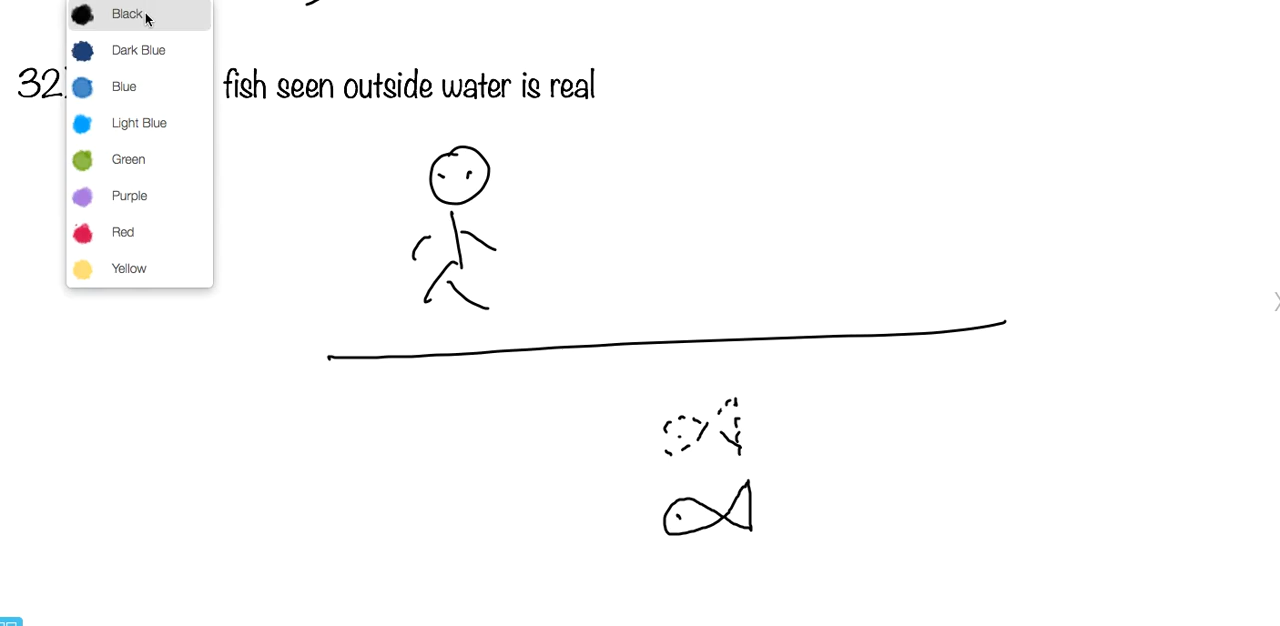 Black
Dark Blue
32 fish seen outside water is real
Blue
Light Blue
Green
Purple
Red
Yellow